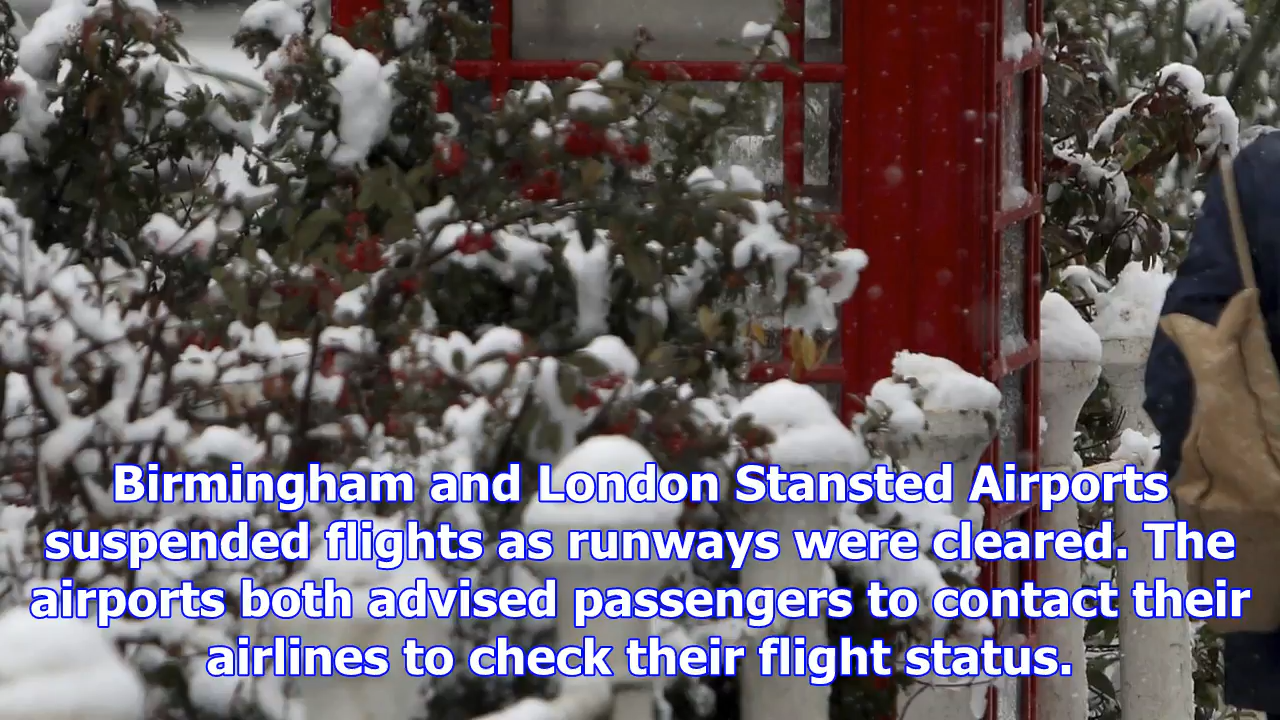 Birmingham and London Stansted Airports
suspended flights as runways were cleared. The
airports both advised passengers to contact their
airlines to check their flight status.